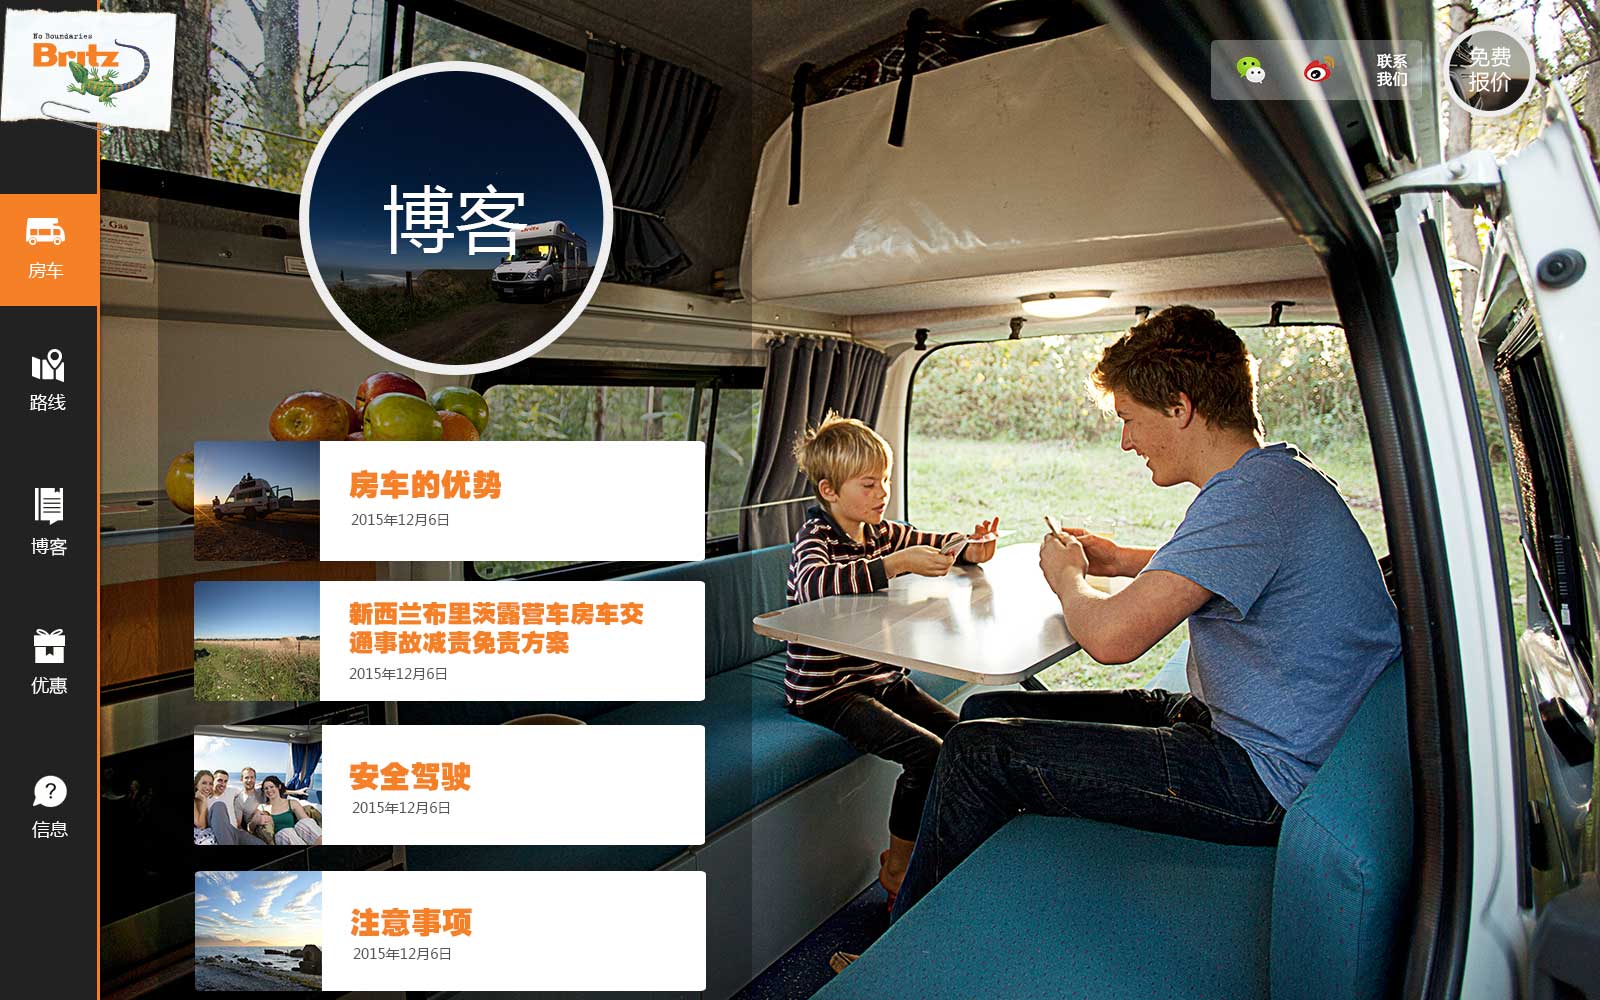 No Boundaries
Britz
联系
我们
免费
报价
博客
Britz
Gas
房车
路线
博客
优惠
信息
房车的优势
2015年12月6日
新西兰布里茨露营车房车交
通事故减责免责方案
2015年12月6日
安全驾驶
2015年12月6日
注意事项
2015年12月6日